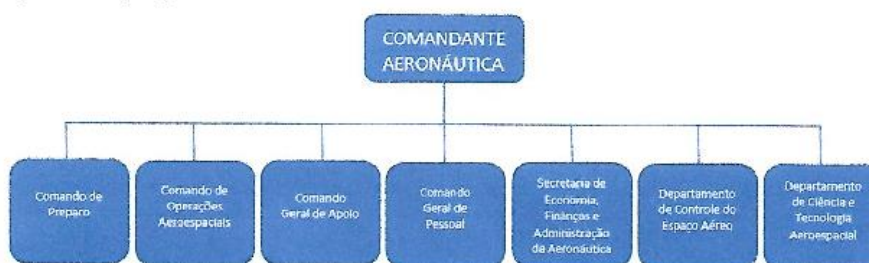 COMANDANTE
AERONÁUTICA
Comando de
Preparo
Comando de
Operações
Aeroespaciais
Comando
Geral de Apoio
Comando
Geral de
Pessoal
Secretaria de
Economia,
Finanças e
Administração
da Aeronáutica
Departamento
de Controle do
Espaço Aéreo
Departamento
de Ciência e
Tecnologia
Aeroespacial